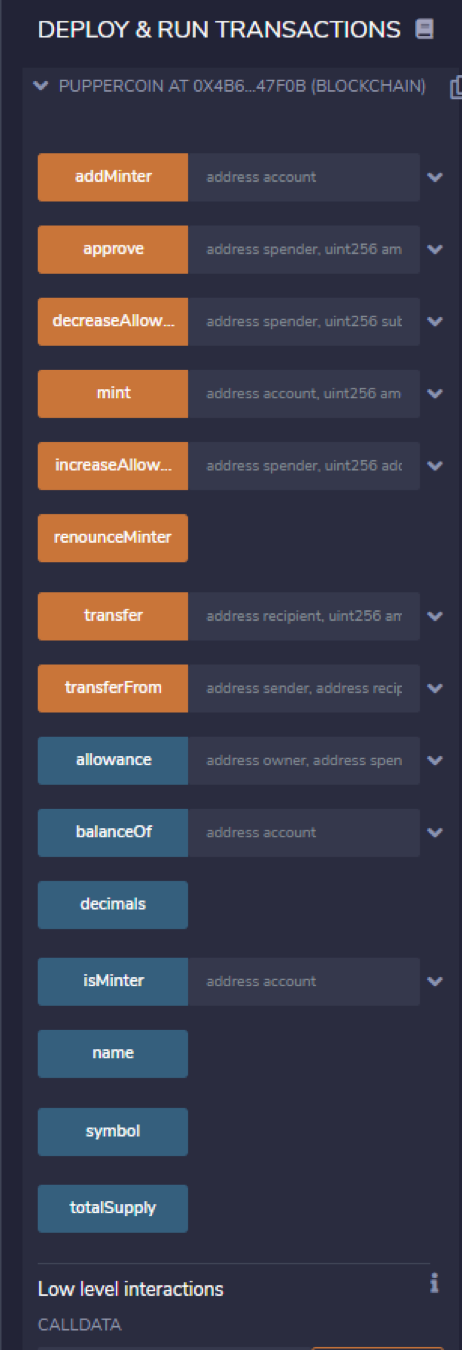 DEPLOY & RUN TRANSACTIONS
PUPPERCOIN AT 0X4B6...47F0B (BLOCKCHAIN)
addMinter address account
approve address spender, uint256 am
decreaseAllow... address spender, uint256 sub
mint address account, uint256 am
increaseAllow... address spender, uint256 add
renounceMinter
transfer address recipient, uint256 am
transferFrom address sender, address recip
allowance address owner, address spen
balanceOf address account
decimals
isMinter address account
name
symbol
totalSupply
Low level interactions
CALLDATA